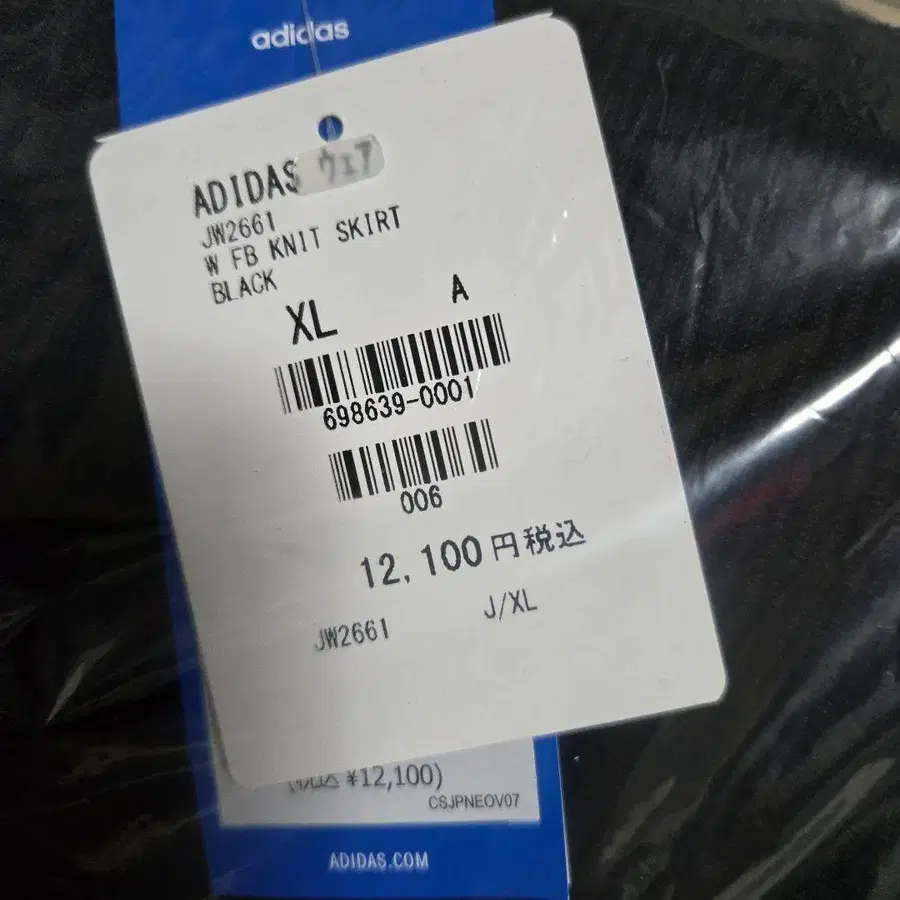 adidas
ADIDAS ウェア
JW2661
W FB KNIT SKIRT
BLACK
XL A
698639-0001
006
12,100円税込
JW2661 J/XL
(税込 ¥12,100)
CSJPNEOV07
ADIDAS.COM